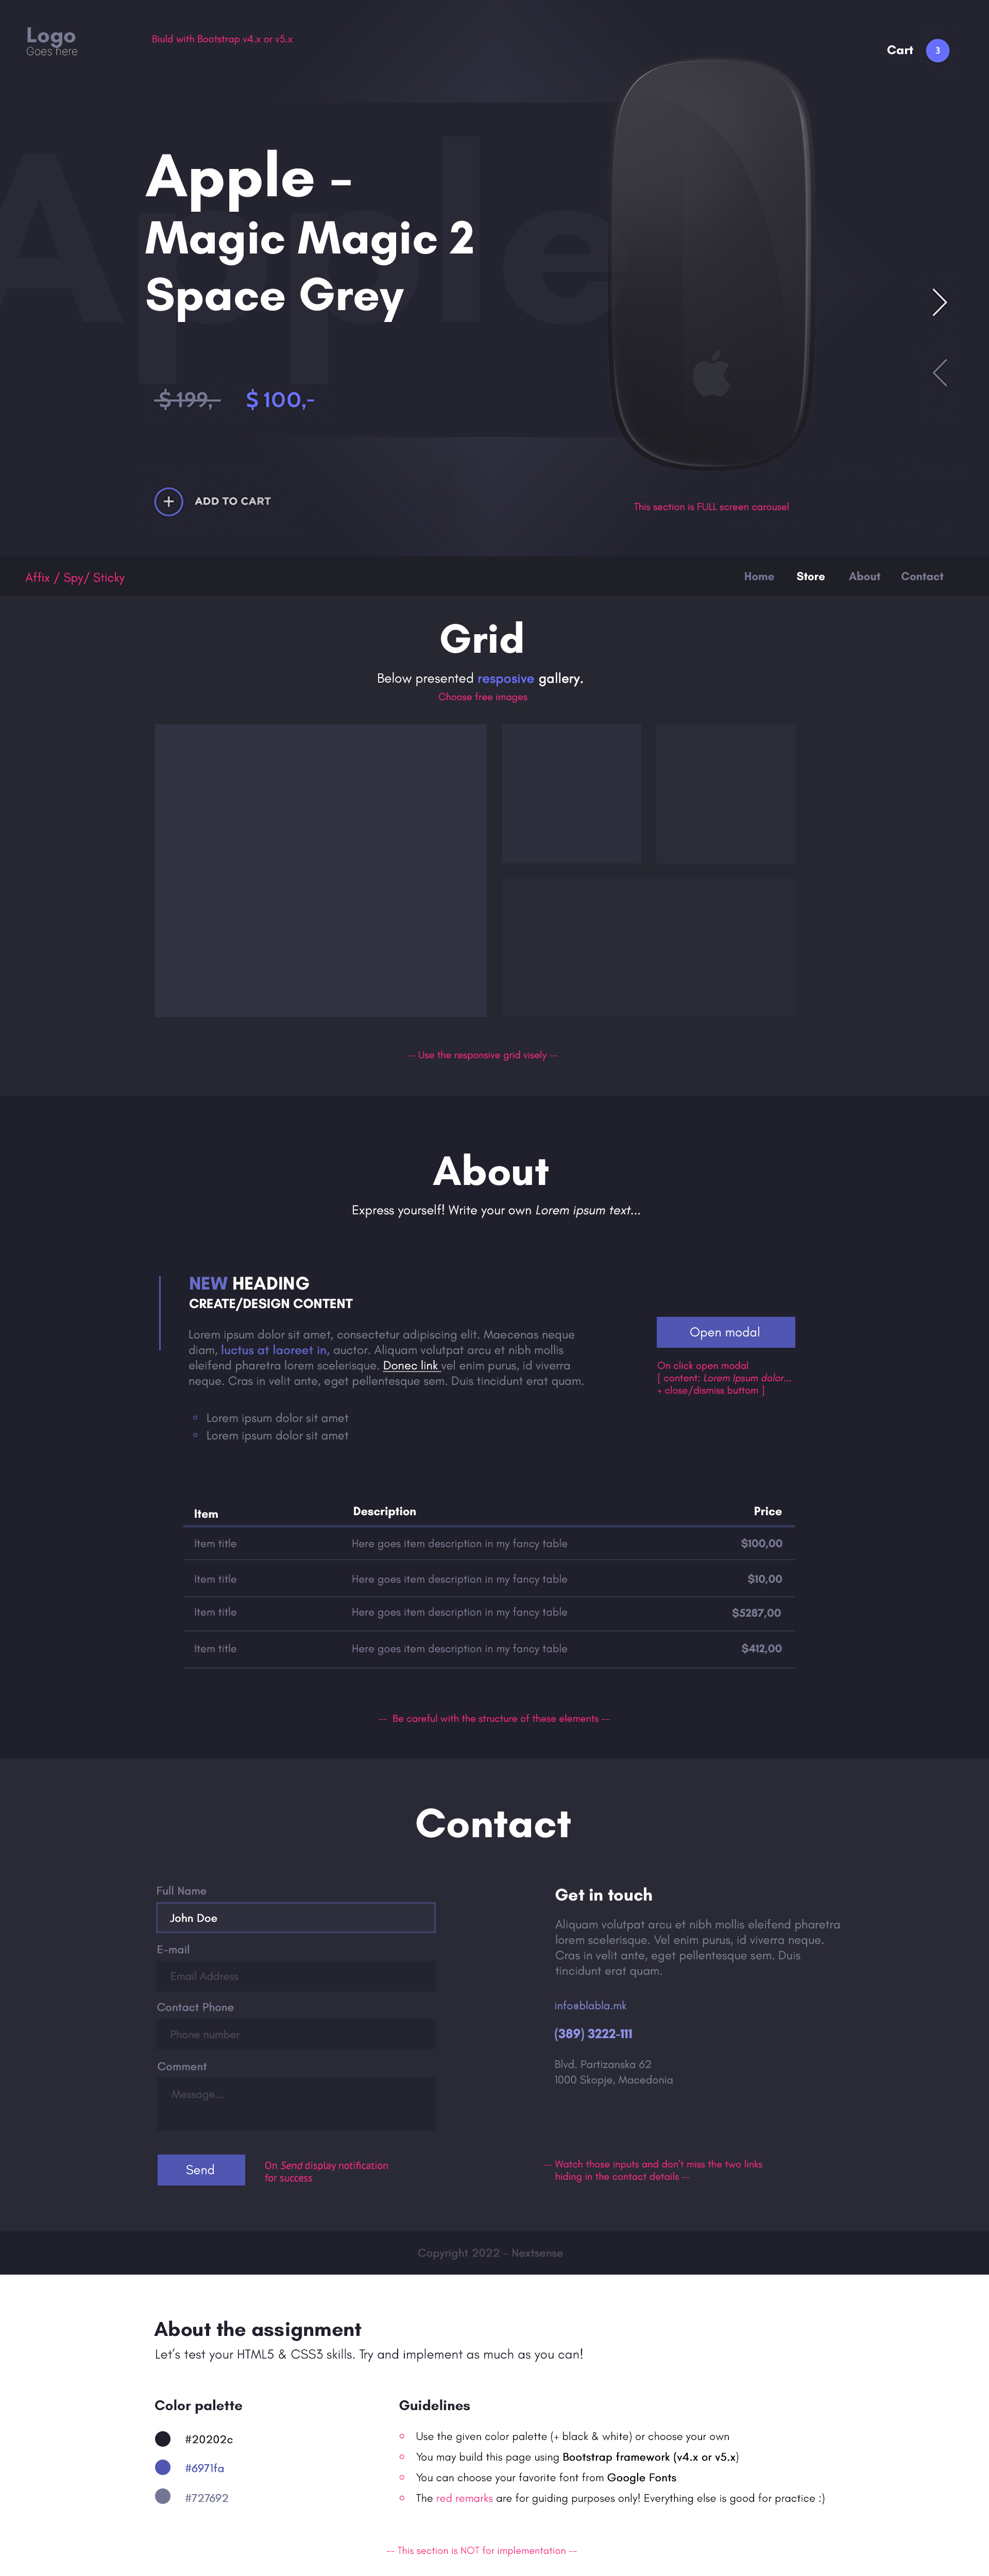 Logo
Goes here
Biuld with Bootstrap v4.x or v5.x
Cart 3
Apple
Apple -
Magic Magic 2
Space Grey
$ 199,- $ 100,-
+ ADD TO CART
This section is FULL screen carousel
Affix / Spy/ Sticky
Home Store About Contact
Grid
Below presented resposive gallery.
Choose free images
-- Use the responsive grid visely --
About
Express yourself! Write your own Lorem ipsum text...
NEW HEADING
CREATE/DESIGN CONTENT
Lorem ipsum dolor sit amet, consectetur adipiscing elit. Maecenas neque
diam, luctus at laoreet in, auctor. Aliquam volutpat arcu et nibh mollis
eleifend pharetra lorem scelerisque. Donec link vel enim purus, id viverra
neque. Cras in velit ante, eget pellentesque sem. Duis tincidunt erat quam.
Lorem ipsum dolor sit amet
Lorem ipsum dolor sit amet
Open modal
On click open modal
[ content: Lorem Ipsum dolor...
+ close/dismiss buttom ]
Item Description Price
Item title Here goes item description in my fancy table $100,00
Item title Here goes item description in my fancy table $10,00
Item title Here goes item description in my fancy table $5287,00
Item title Here goes item description in my fancy table $412,00
-- Be careful with the structure of these elements --
Contact
Full Name
John Doe
E-mail
Email Address
Contact Phone
Phone number
Comment
Message...
Send
On Send display notification
for success
Get in touch
Aliquam volutpat arcu et nibh mollis eleifend pharetra
lorem scelerisque. Vel enim purus, id viverra neque.
Cras in velit ante, eget pellentesque sem. Duis
tincidunt erat quam.
info@blabla.mk
(389) 3222-111
Blvd. Partizanska 62
1000 Skopje, Macedonia
-- Watch those inputs and don't miss the two links
hiding in the contact details --
Copyright 2022 - Nextsense
About the assignment
Let's test your HTML5 & CSS3 skills. Try and implement as much as you can!
Color palette
#20202c
#6971fa
#727692
Guidelines
Use the given color palette (+ black & white) or choose your own
You may build this page using Bootstrap framework (v4.x or v5.x)
You can choose your favorite font from Google Fonts
The red remarks are for guiding purposes only! Everything else is good for practice :)
-- This section is NOT for implementation --